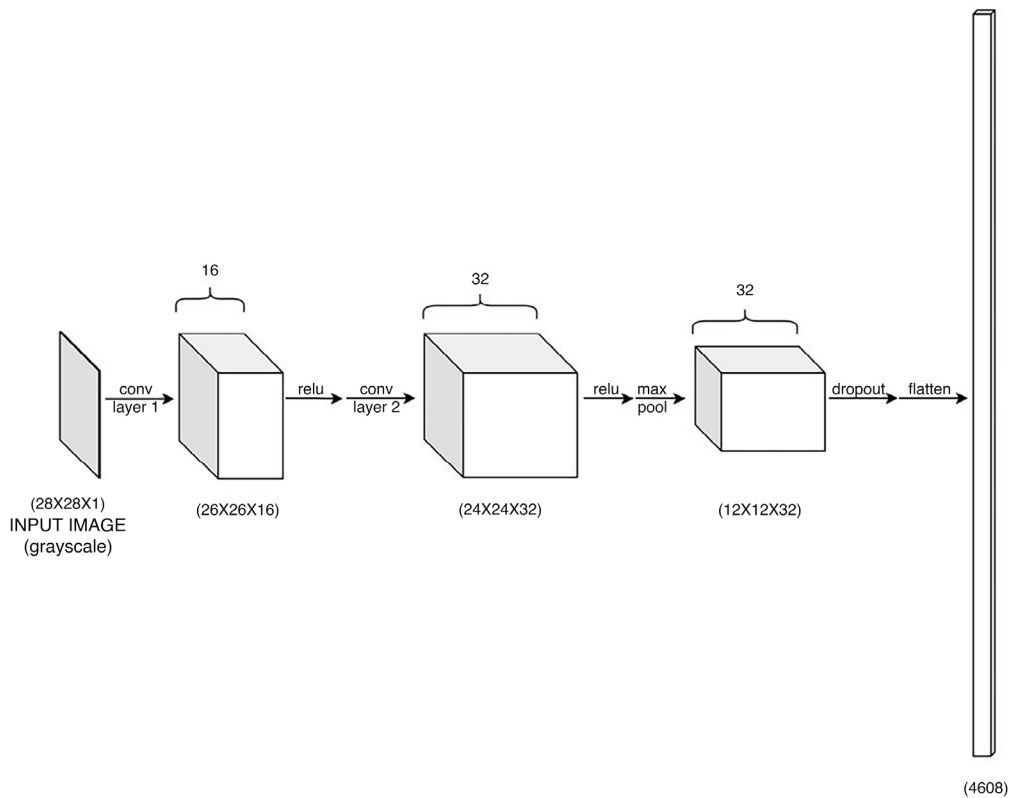 16
32
32
conv
layer 1
relu
conv
layer 2
relu
max
pool
dropout
flatten
(28X28X1)
INPUT IMAGE
(grayscale)
(26X26X16)
(24X24X32)
(12X12X32)
(4608)